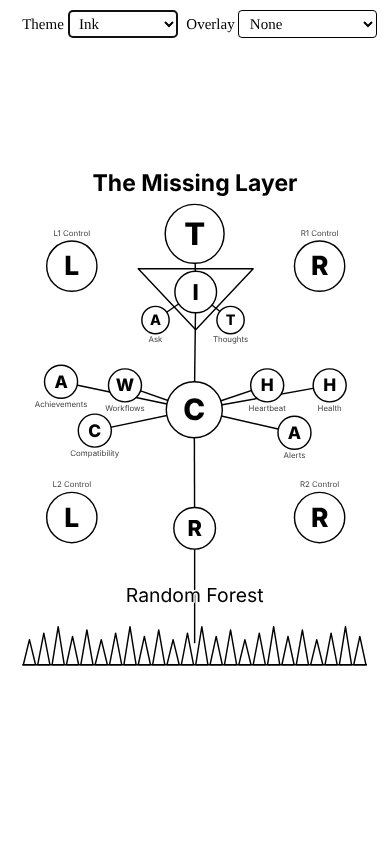 Theme Ink Overlay None
The Missing Layer
T
L1 Control
L
R1 Control
R
I
A
Ask
T
Thoughts
A
Achievements
W
Workflows
H
Heartbeat
H
Health
C
C
Compatibility
A
Alerts
L2 Control
L
R2 Control
R
R
Random Forest